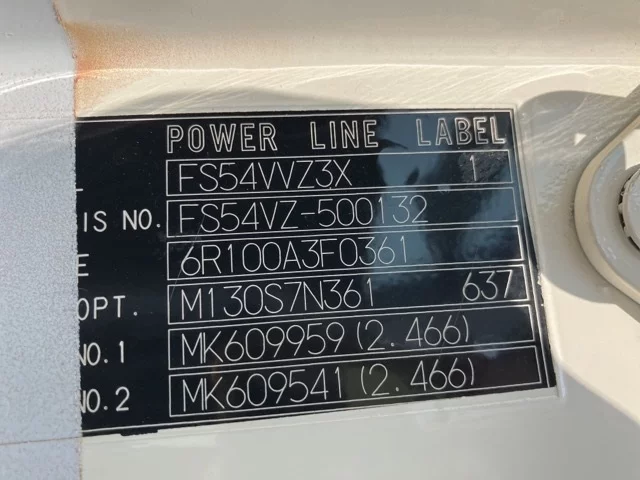 POWER LINE LABEL
L FS54VVZ3X 1
IS NO. FS54VZ-500132
E 6R100A3F0361
OPT. M130S7N361 637
NO.1 MK609959(2.466)
NO.2 MK609541(2.466)